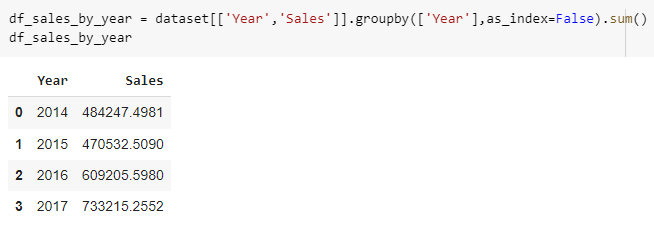 df_sales_by_year = dataset[['Year','Sales']].groupby(['Year'],as_index=False).sum()
df_sales_by_year
Year Sales
0 2014 484247.4981
1 2015 470532.5090
2 2016 609205.5980
3 2017 733215.2552